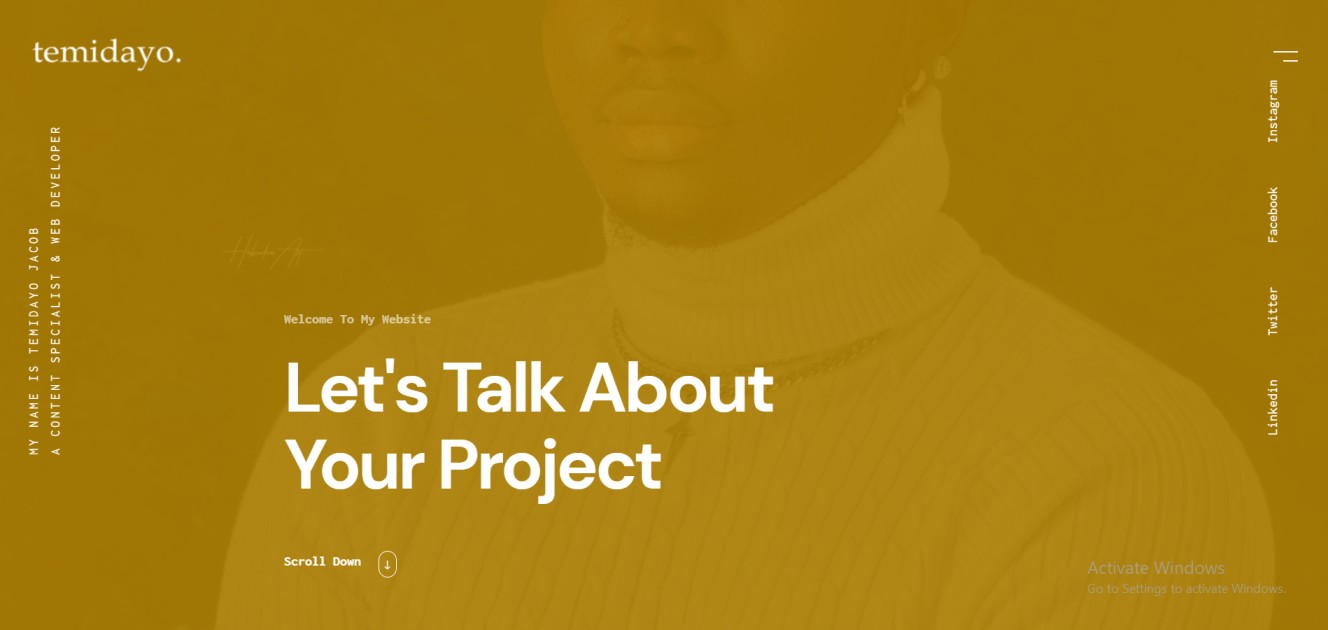 temidayo.
MY NAME IS TEMIDAYO JACOB
A CONTENT SPECIALIST & WEB DEVELOPER
Instagram
Facebook
Twitter
Linkedin
Welcome To My Website
Let's Talk About
Your Project
Scroll Down
Activate Windows
Go to Settings to activate Windows.